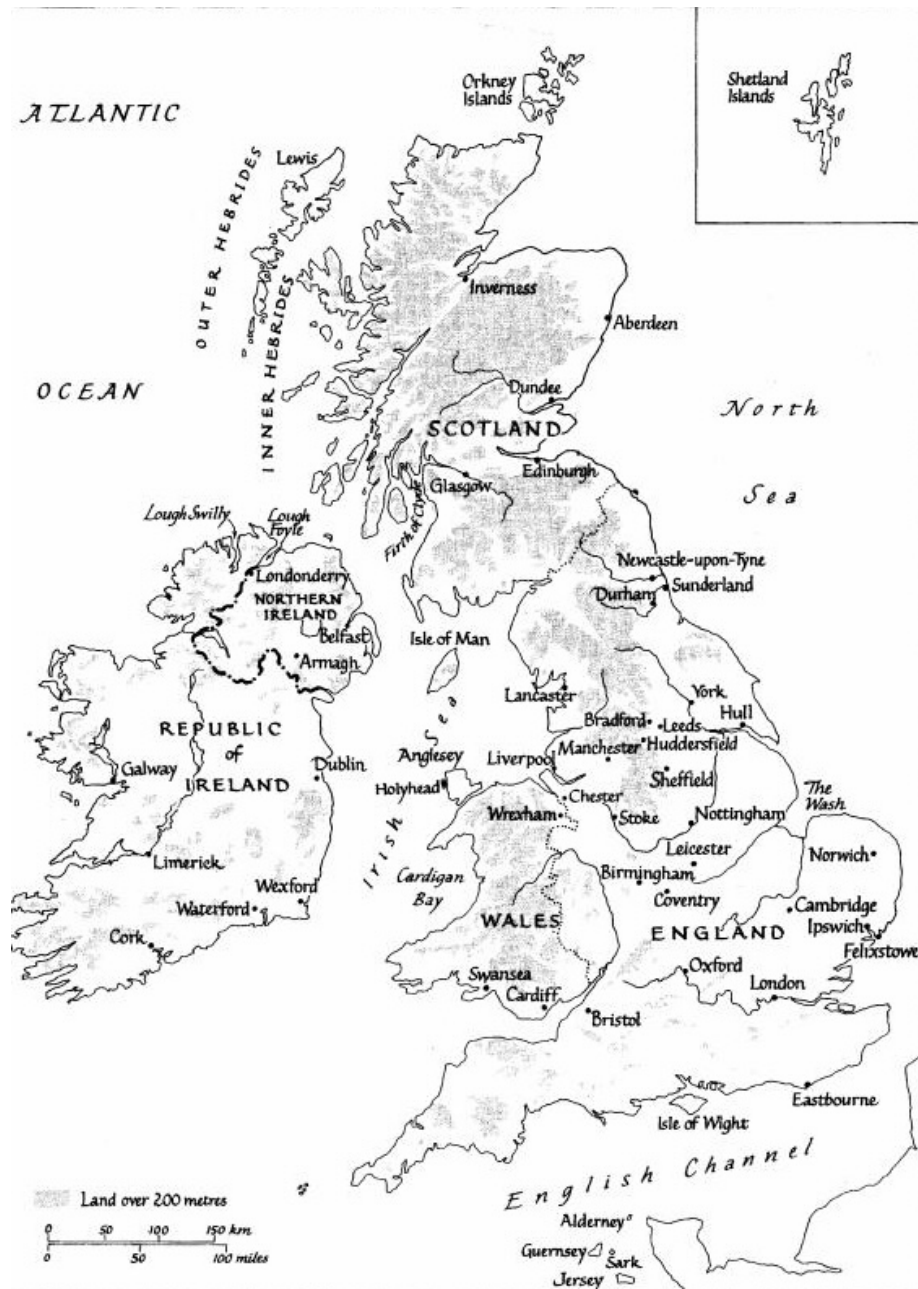 Orkney
Islands
Shetland
Islands
ATLANTIC
Lewis
OUTER HEBRIDES
INNER HEBRIDES
Inverness
Aberdeen
OCEAN
Dundee
North
SCOTLAND
Edinburgh
Glasgow
Sea
Lough Swilly
Lough
Foyle
Firth of Clyde
Londonderry
NORTHERN
IRELAND
Newcastle-upon-Tyne
Sunderland
Durham
Belfast
Isle of Man
Armagh
Lancaster
York
REPUBLIC
of
IRELAND
Bradford
Leeds
Hull
Manchester
Huddersfield
Irish Sea
Anglesey
Liverpool
Dublin
Galway
Holyhead
Sheffield
The
Wash
Chester
Wrexham
Stoke
Nottingham
Limerick
Leicester
Norwich
Cardigan
Bay
Birmingham
Wexford
Waterford
Coventry
Cambridge
WALES
ENGLAND
Ipswich
Cork
Felixstowe
Swansea
Oxford
London
Cardiff
Bristol
Eastbourne
Isle of Wight
English Channel
Land over 200 metres
0 50 100 150 km
0 50 100 miles
Alderney
Guernsey
Sark
Jersey